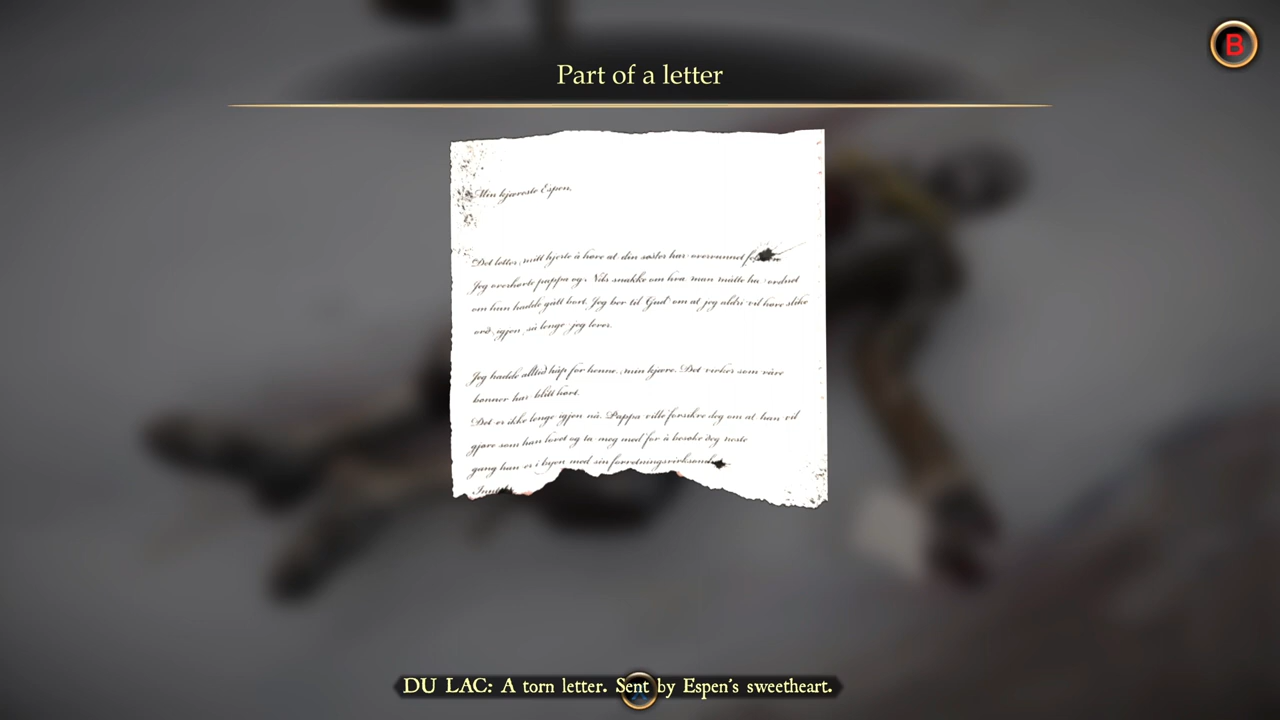 Part of a letter
B
Min kjæreste Espen,
Det letter mitt hjerte å høre at din søster har overvunnet
Jeg overhørte pappa og Nils snakke om hva man måtte ha ordnet
om hun hadde gått bort. Jeg ber til Gud om at jeg aldri vil høre slike
ord igjen så lenge jeg lever.
Jeg hadde alltid håp for henne, min kjære. Det virker som våre
bønner har blitt hørt.
Det er ikke lenge igjen nå. Pappa ville forsikre deg om at han vil
gjøre som han lovet og ta meg med for å besøke deg neste
gang han er i byen med sin
DU LAC: A torn letter. Sent by Espen's sweetheart.